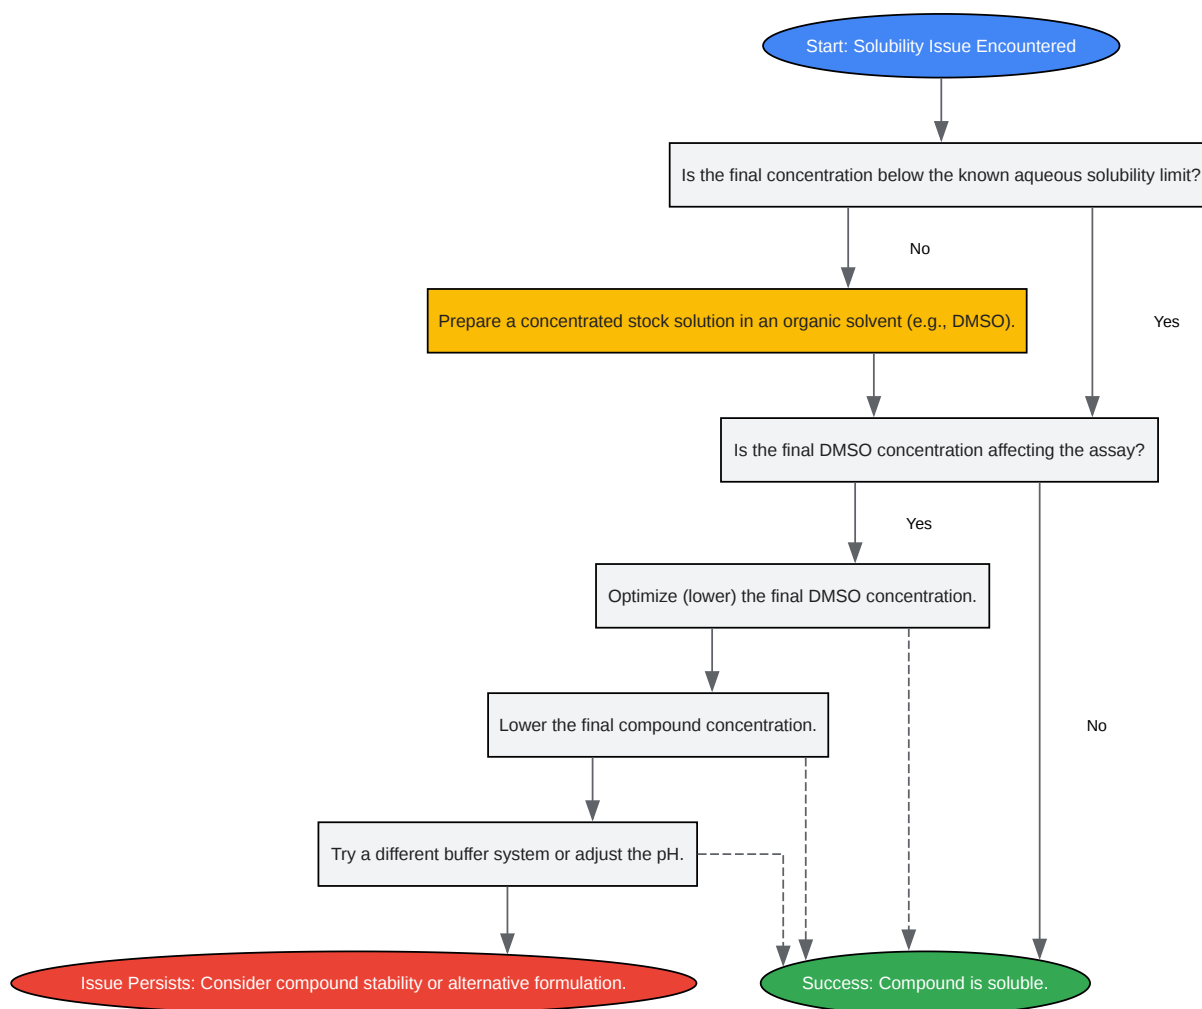 Start: Solubility Issue Encountered
Is the final concentration below the known aqueous solubility limit?
No
Prepare a concentrated stock solution in an organic solvent (e.g., DMSO).
Yes
Is the final DMSO concentration affecting the assay?
Yes
Optimize (lower) the final DMSO concentration.
Lower the final compound concentration.
No
Try a different buffer system or adjust the pH.
Issue Persists: Consider compound stability or alternative formulation.
Success: Compound is soluble.